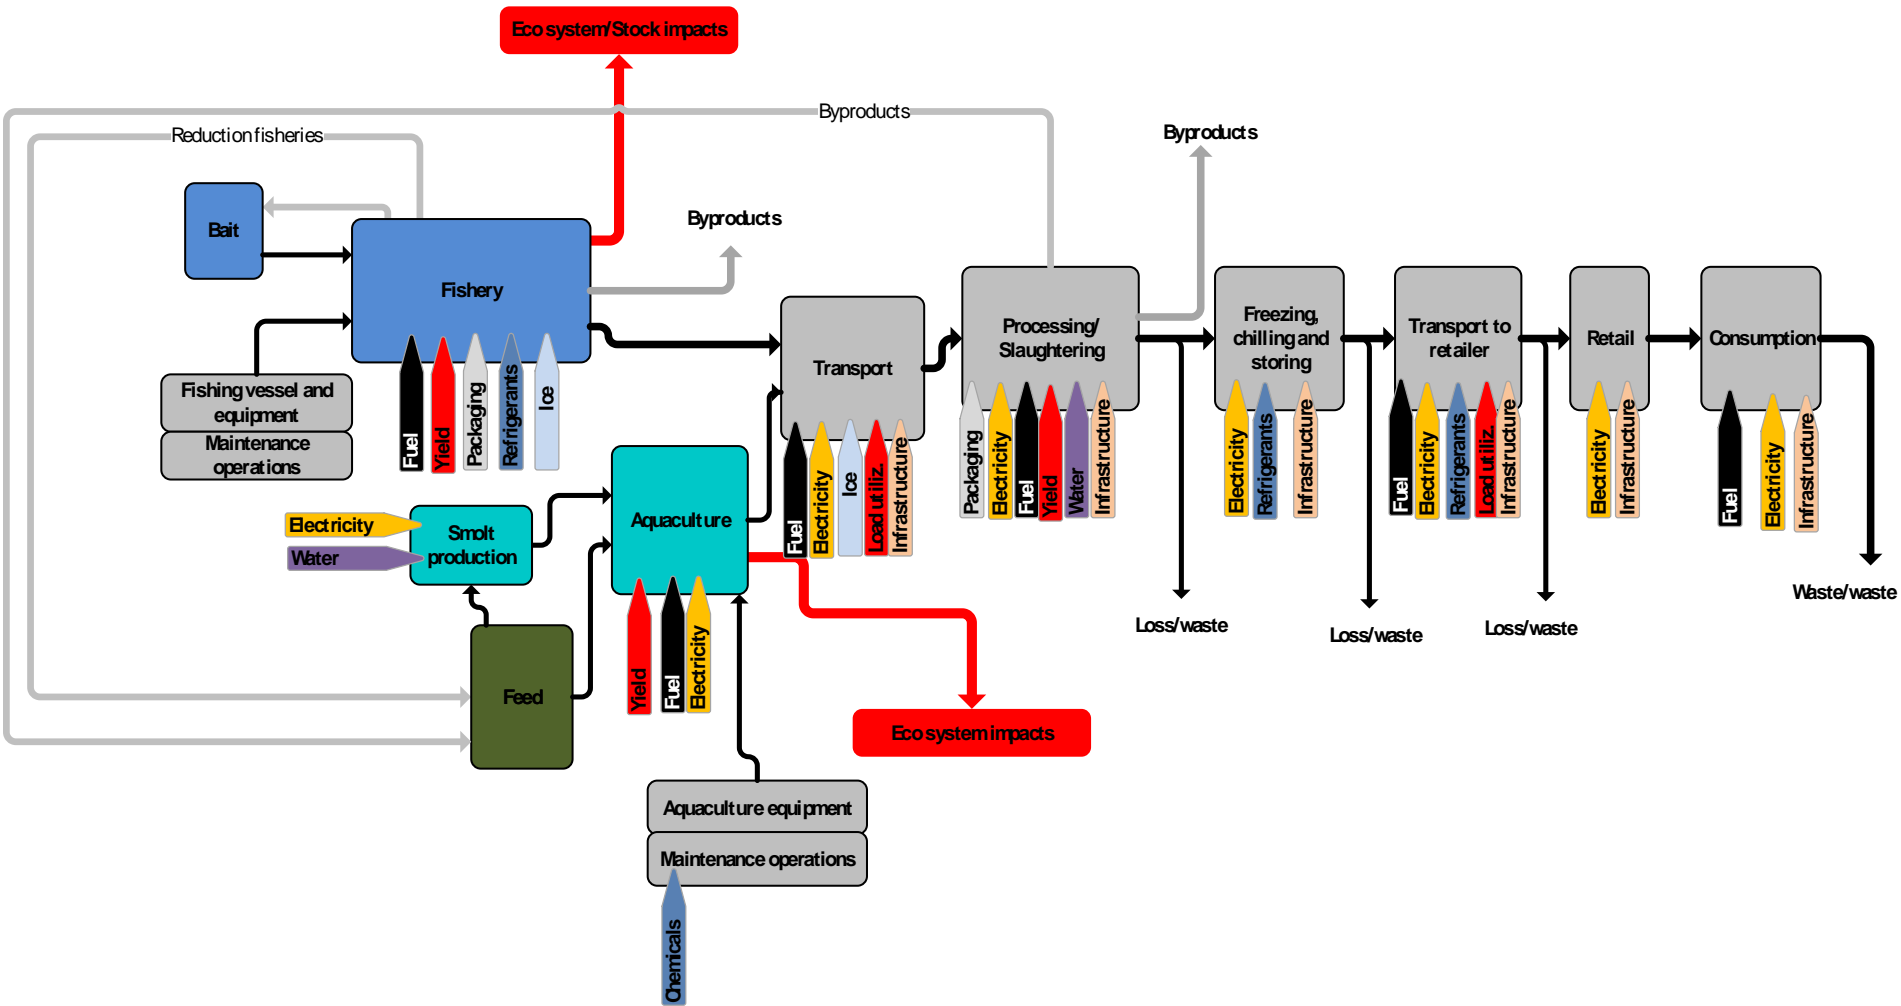 Ecosystem/Stock impacts
Byproducts
Reduction fisheries
Byproducts
Bait
Byproducts
Fishery
Fishing vessel and
equipment
Maintenance
operations
Fuel
Yield
Packaging
Refrigerants
Ice
Transport
Fuel
Electricity
Ice
Load utiliz.
Infrastructure
Processing/
Slaughtering
Packaging
Electricity
Fuel
Yield
Water
Infrastructure
Freezing,
chilling and
storing
Electricity
Refrigerants
Infrastructure
Transport to
retailer
Fuel
Electricity
Refrigerants
Load utiliz.
Infrastructure
Retail
Electricity
Infrastructure
Consumption
Fuel
Electricity
Infrastructure
Electricity
Water
Smolt
production
Aquaculture
Yield
Fuel
Electricity
Feed
Loss/waste
Loss/waste
Loss/waste
Waste/waste
Ecosystem impacts
Aquaculture equipment
Maintenance operations
Chemicals